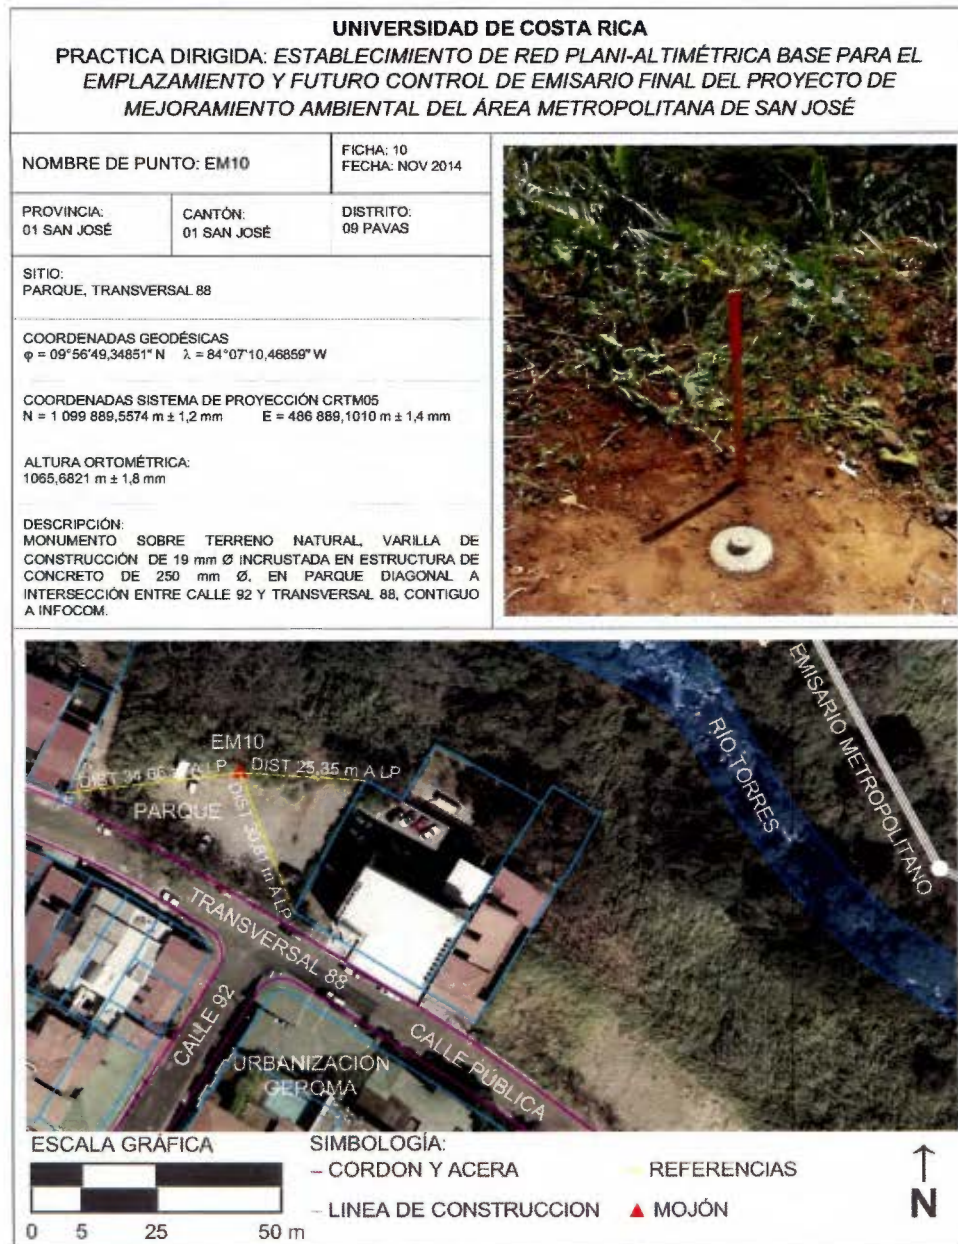 UNIVERSIDAD DE COSTA RICA
PRACTICA DIRIGIDA: ESTABLECIMIENTO DE RED PLANI-ALTIMÉTRICA BASE PARA EL
EMPLAZAMIENTO Y FUTURO CONTROL DE EMISARIO FINAL DEL PROYECTO DE
MEJORAMIENTO AMBIENTAL DEL ÁREA METROPOLITANA DE SAN JOSÉ
NOMBRE DE PUNTO: EM10
FICHA: 10
FECHA: NOV 2014
PROVINCIA:
01 SAN JOSÉ
CANTÓN:
01 SAN JOSÉ
DISTRITO:
09 PAVAS
SITIO:
PARQUE, TRANSVERSAL 88
COORDENADAS GEODÉSICAS
φ = 09°56'49,34851" N λ = 84°07'10,46859" W
COORDENADAS SISTEMA DE PROYECCIÓN CRTM05
N = 1 099 889,5574 m ± 1,2 mm E = 486 889,1010 m ± 1,4 mm
ALTURA ORTOMÉTRICA:
1065,6821 m ± 1,8 mm
DESCRIPCIÓN:
MONUMENTO SOBRE TERRENO NATURAL, VARILLA DE
CONSTRUCCIÓN DE 19 mm Ø INCRUSTADA EN ESTRUCTURA DE
CONCRETO DE 250 mm Ø, EN PARQUE DIAGONAL A
INTERSECCIÓN ENTRE CALLE 92 Y TRANSVERSAL 88, CONTIGUO
A INFOCOM.
EM10
DIST A LP
DIST 25,35 m A LP
DIST m A LP
PARQUE
TRANSVERSAL 88
CALLE 92
CALLE PÚBLICA
URBANIZACIÓN
GEROMA
RÍO TORRES
EMISARIO METROPOLITANO
ESCALA GRÁFICA
0 5 25 50 m
SIMBOLOGÍA:
CORDON Y ACERA
REFERENCIAS
LINEA DE CONSTRUCCION
MOJÓN
N